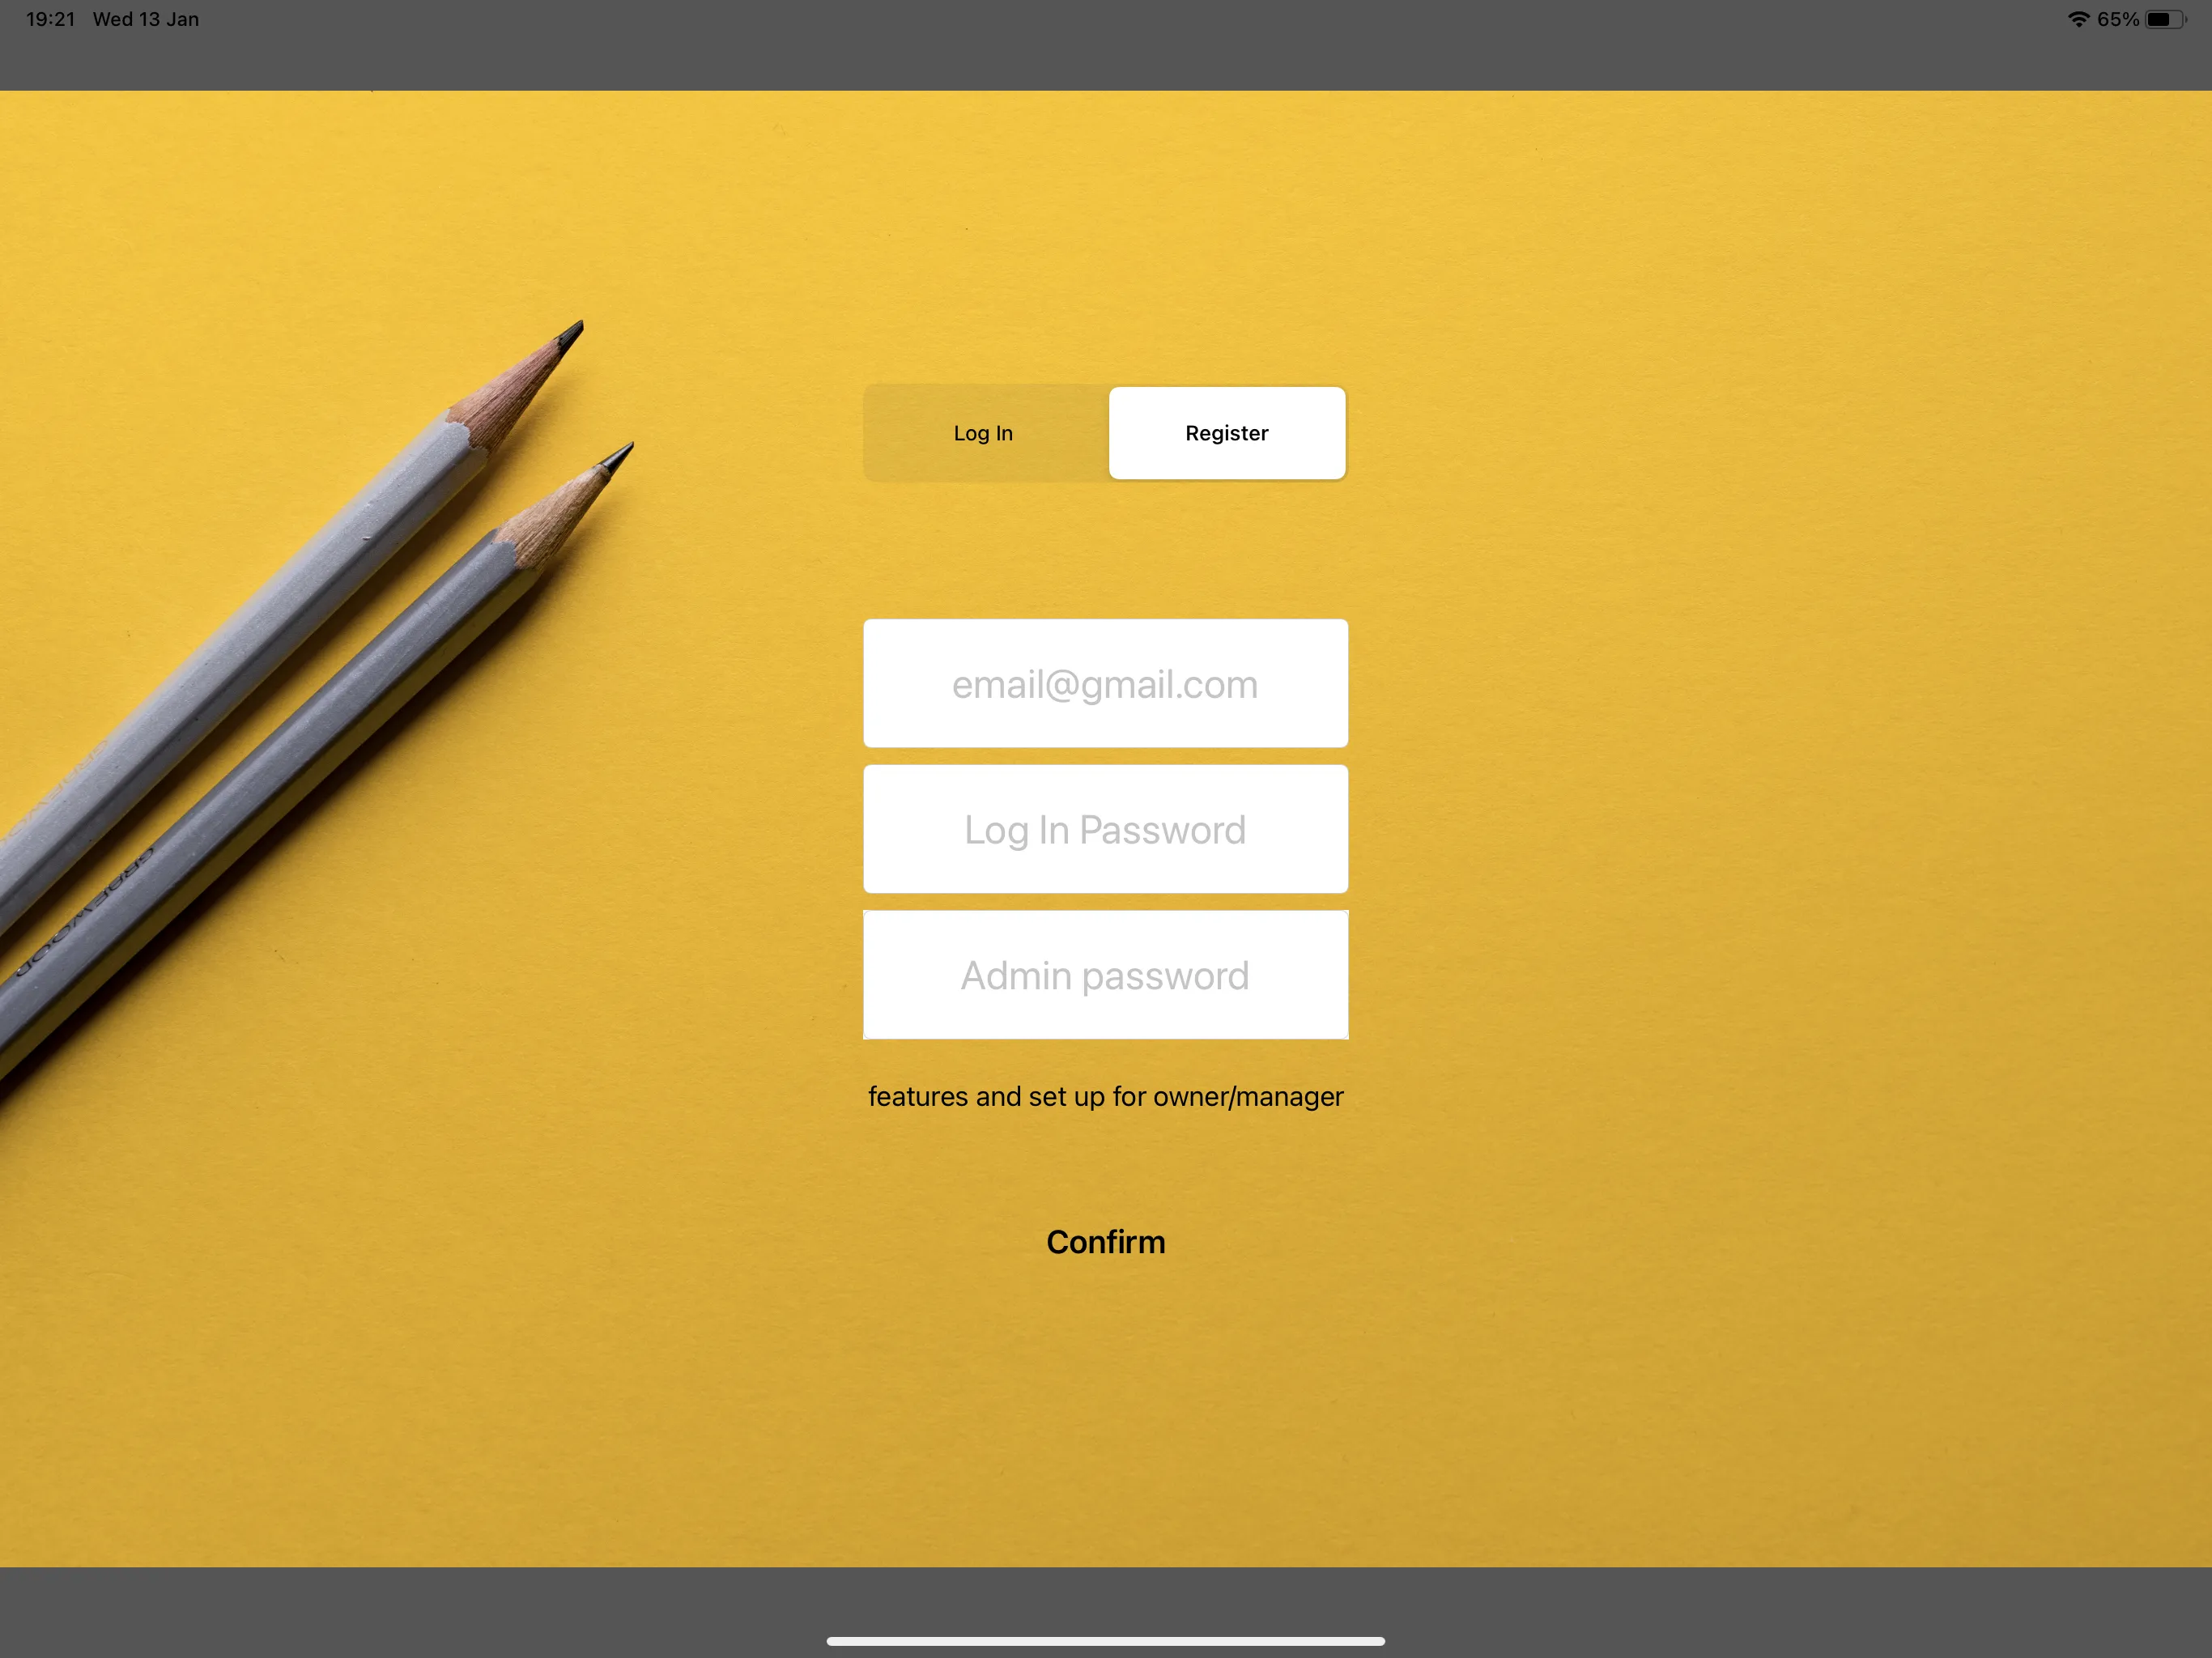 19:21 Wed 13 Jan
65%
Log In
Register
email@gmail.com
Log In Password
Admin password
features and set up for owner/manager
Confirm